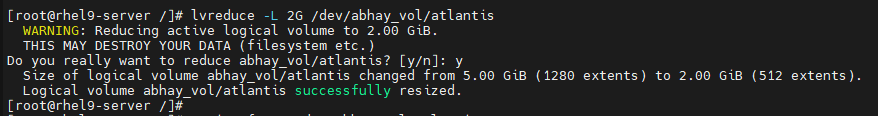 [root@rhel9-server /]# lvreduce -L 2G /dev/abhay_vol/atlantis
  WARNING: Reducing active logical volume to 2.00 GiB.
  THIS MAY DESTROY YOUR DATA (filesystem etc.)
Do you really want to reduce abhay_vol/atlantis? [y/n]: y
  Size of logical volume abhay_vol/atlantis changed from 5.00 GiB (1280 extents) to 2.00 GiB (512 extents).
  Logical volume abhay_vol/atlantis successfully resized.
[root@rhel9-server /]#